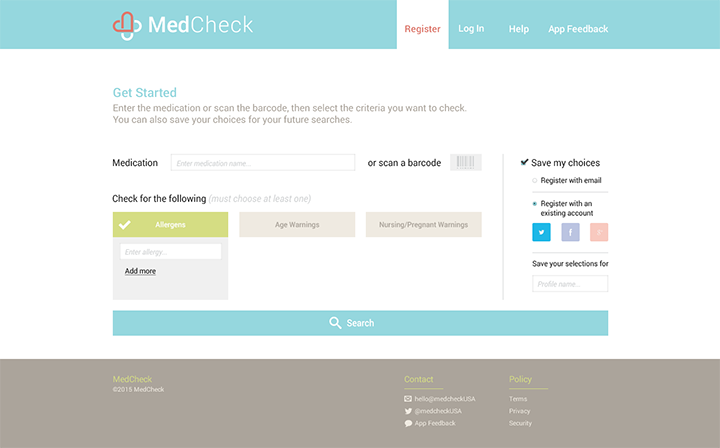 MedCheck
Register
Log In
Help
App Feedback
Get Started
Enter the medication or scan the barcode, then select the criteria you want to check.
You can also save your choices for your future searches.
Medication
Enter medication name...
or scan a barcode
Check for the following (must choose at least one)
Allergens
Age Warnings
Nursing/Pregnant Warnings
Enter allergy...
Add more
Save my choices
Register with email
Register with an
existing account
Save your selections for
Profile name...
Search
MedCheck
©2015 MedCheck
Contact
hello@medcheckUSA
@medcheckUSA
App Feedback
Policy
Terms
Privacy
Security